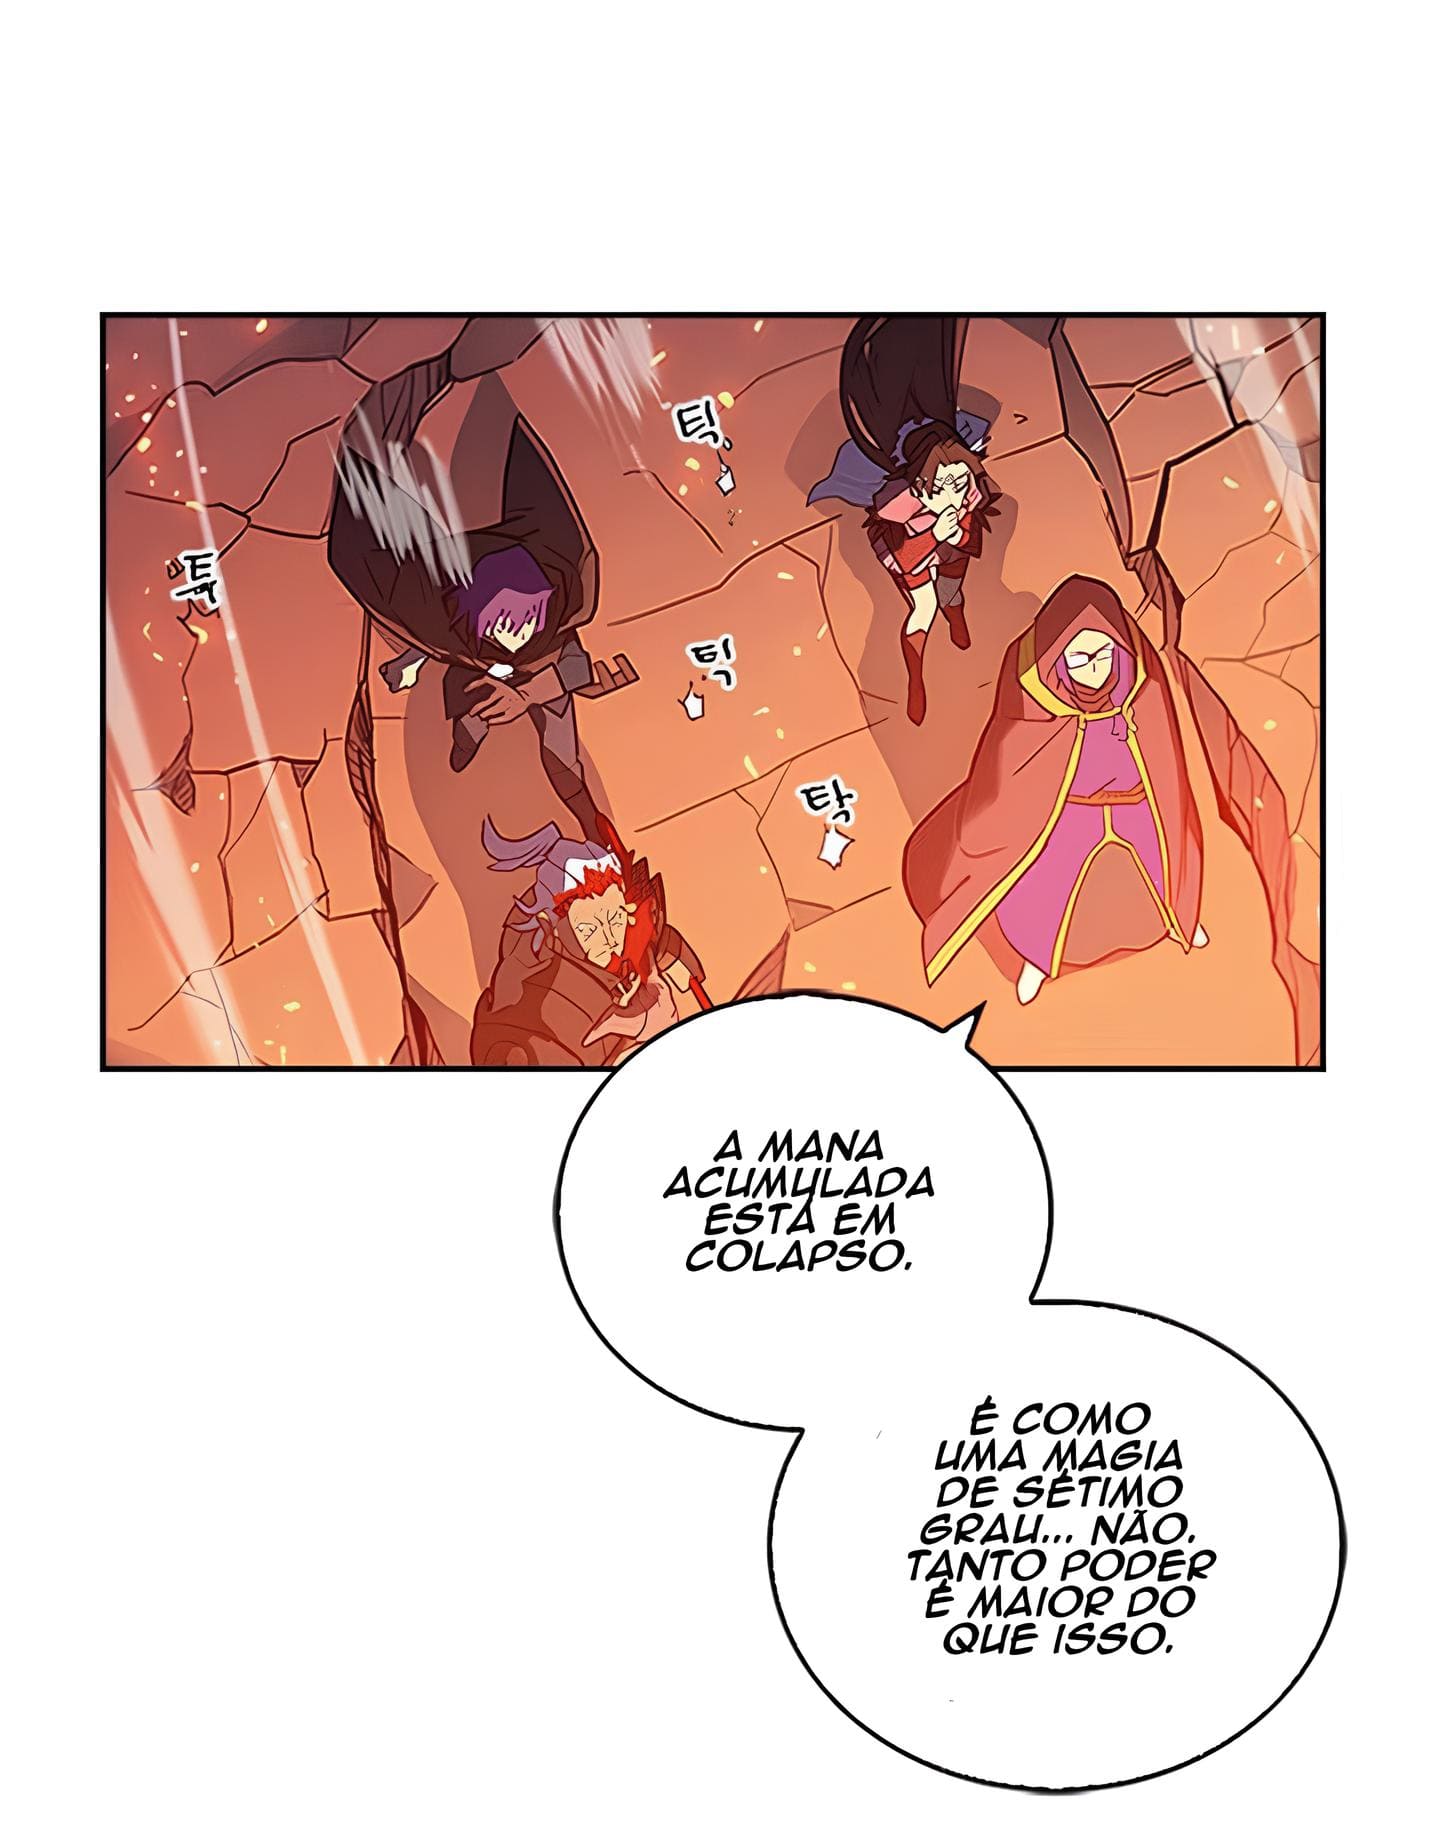 틱
툭
틱
탁
A MANA
ACUMULADA
ESTÁ EM
COLAPSO.
É COMO
UMA MAGIA
DE SÉTIMO
GRAU... NÃO.
TANTO PODER
É MAIOR DO
QUE ISSO.